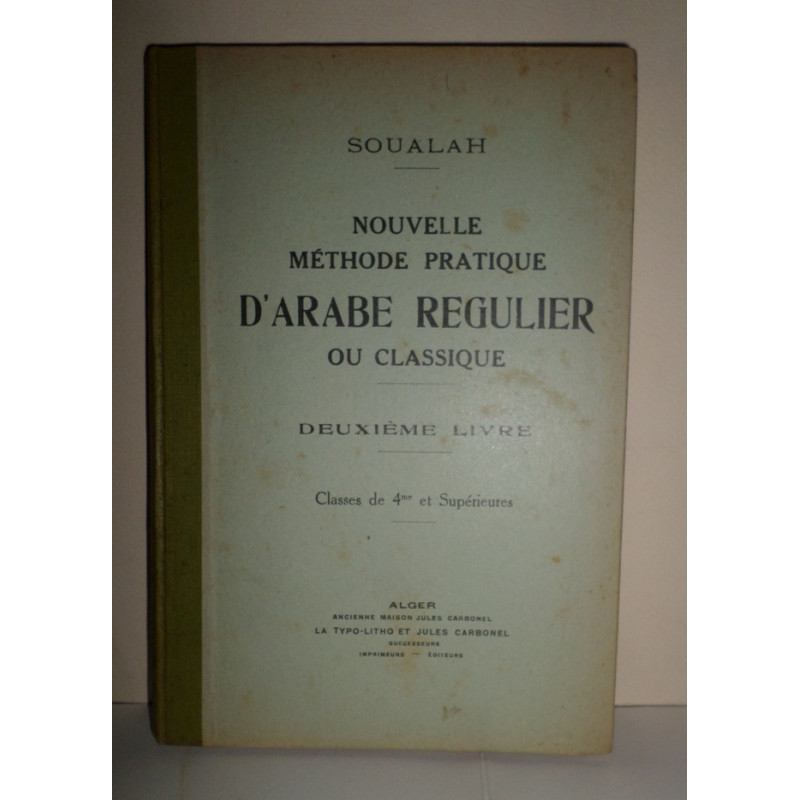 SOUALAH
NOUVELLE
MÉTHODE PRATIQUE
D'ARABE REGULIER
OU CLASSIQUE
DEUXIÈME LIVRE
Classes de 4me et Supérieures
ALGER
ANCIENNE MAISON JULES CARBONEL
LA TYPO-LITHO ET JULES CARBONEL
SUCCESSEURS
IMPRIMEURS — ÉDITEURS